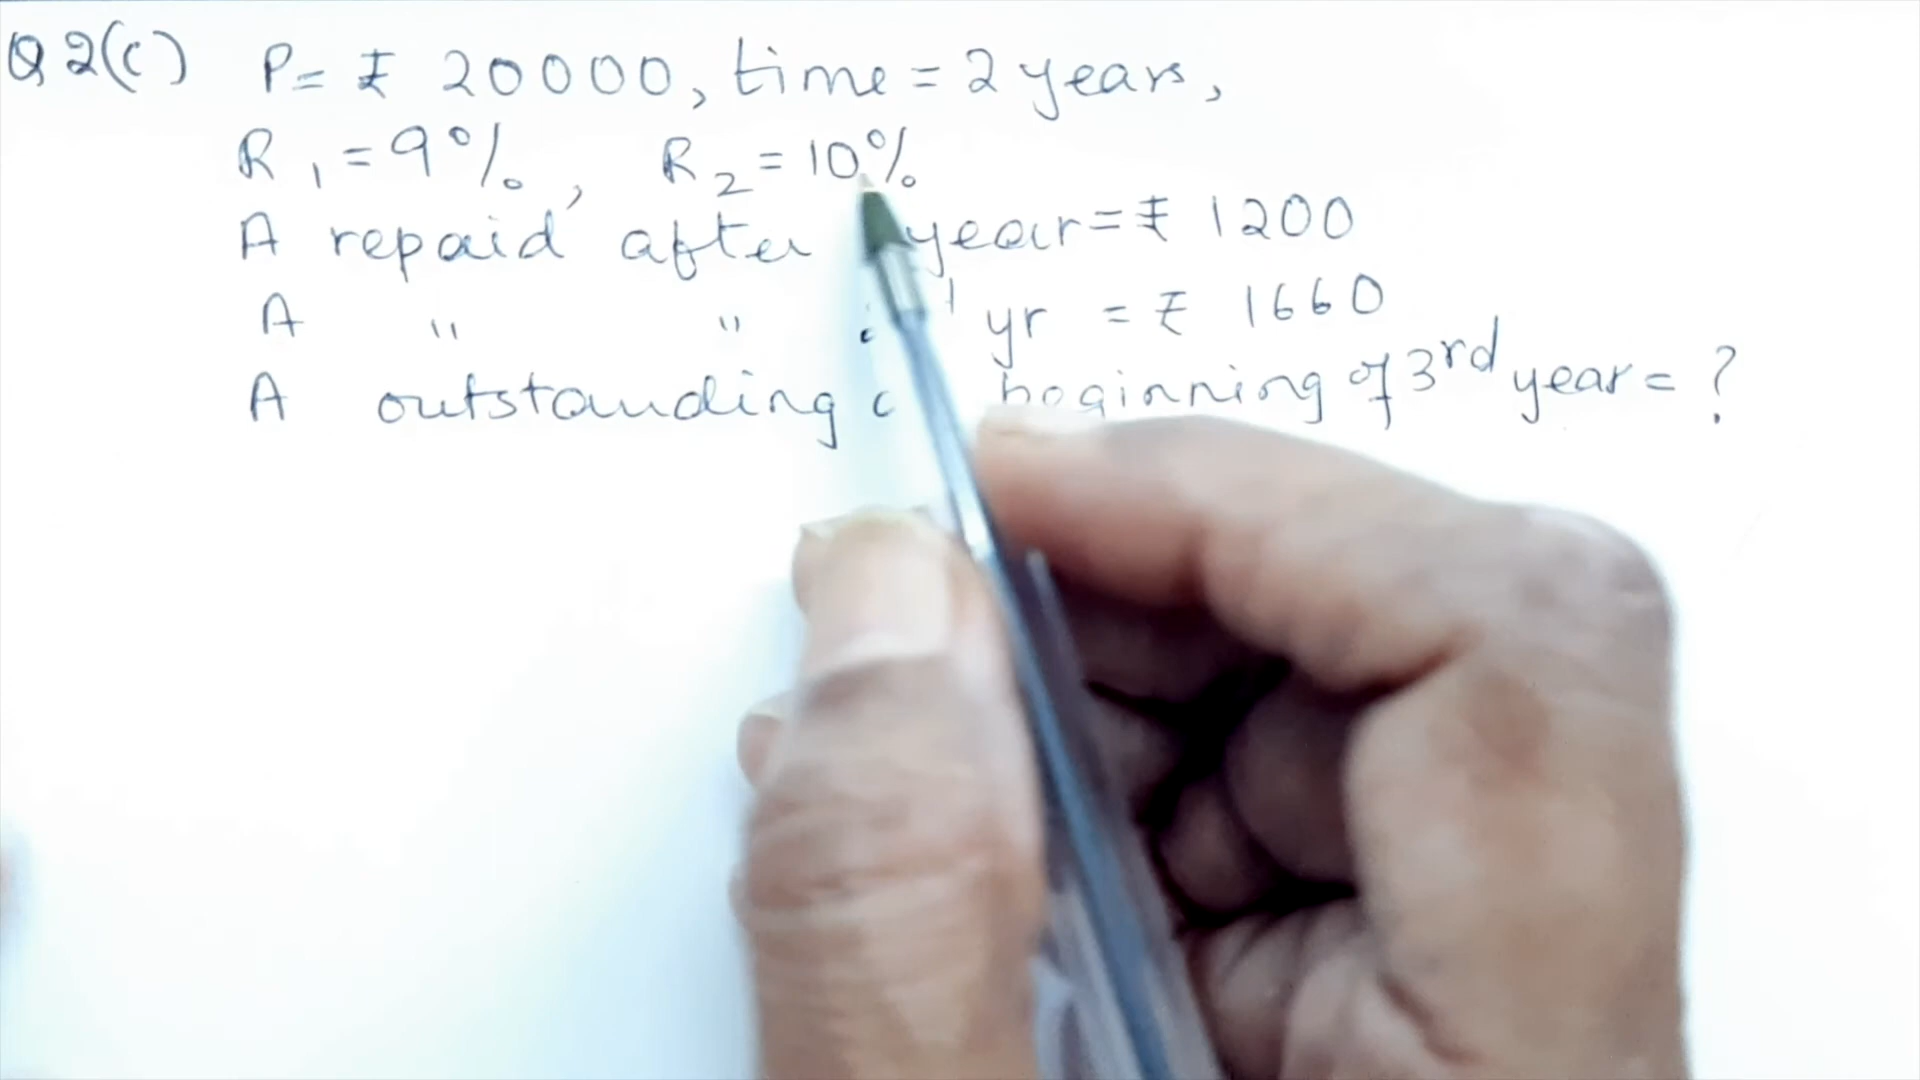 Q 2(c) P = ₹ 20000, time = 2 years,
R1 = 9%, R2 = 10%
A repaid after year = ₹ 1200
A " " yr = ₹ 1660
A outstanding beginning of 3rd year = ?